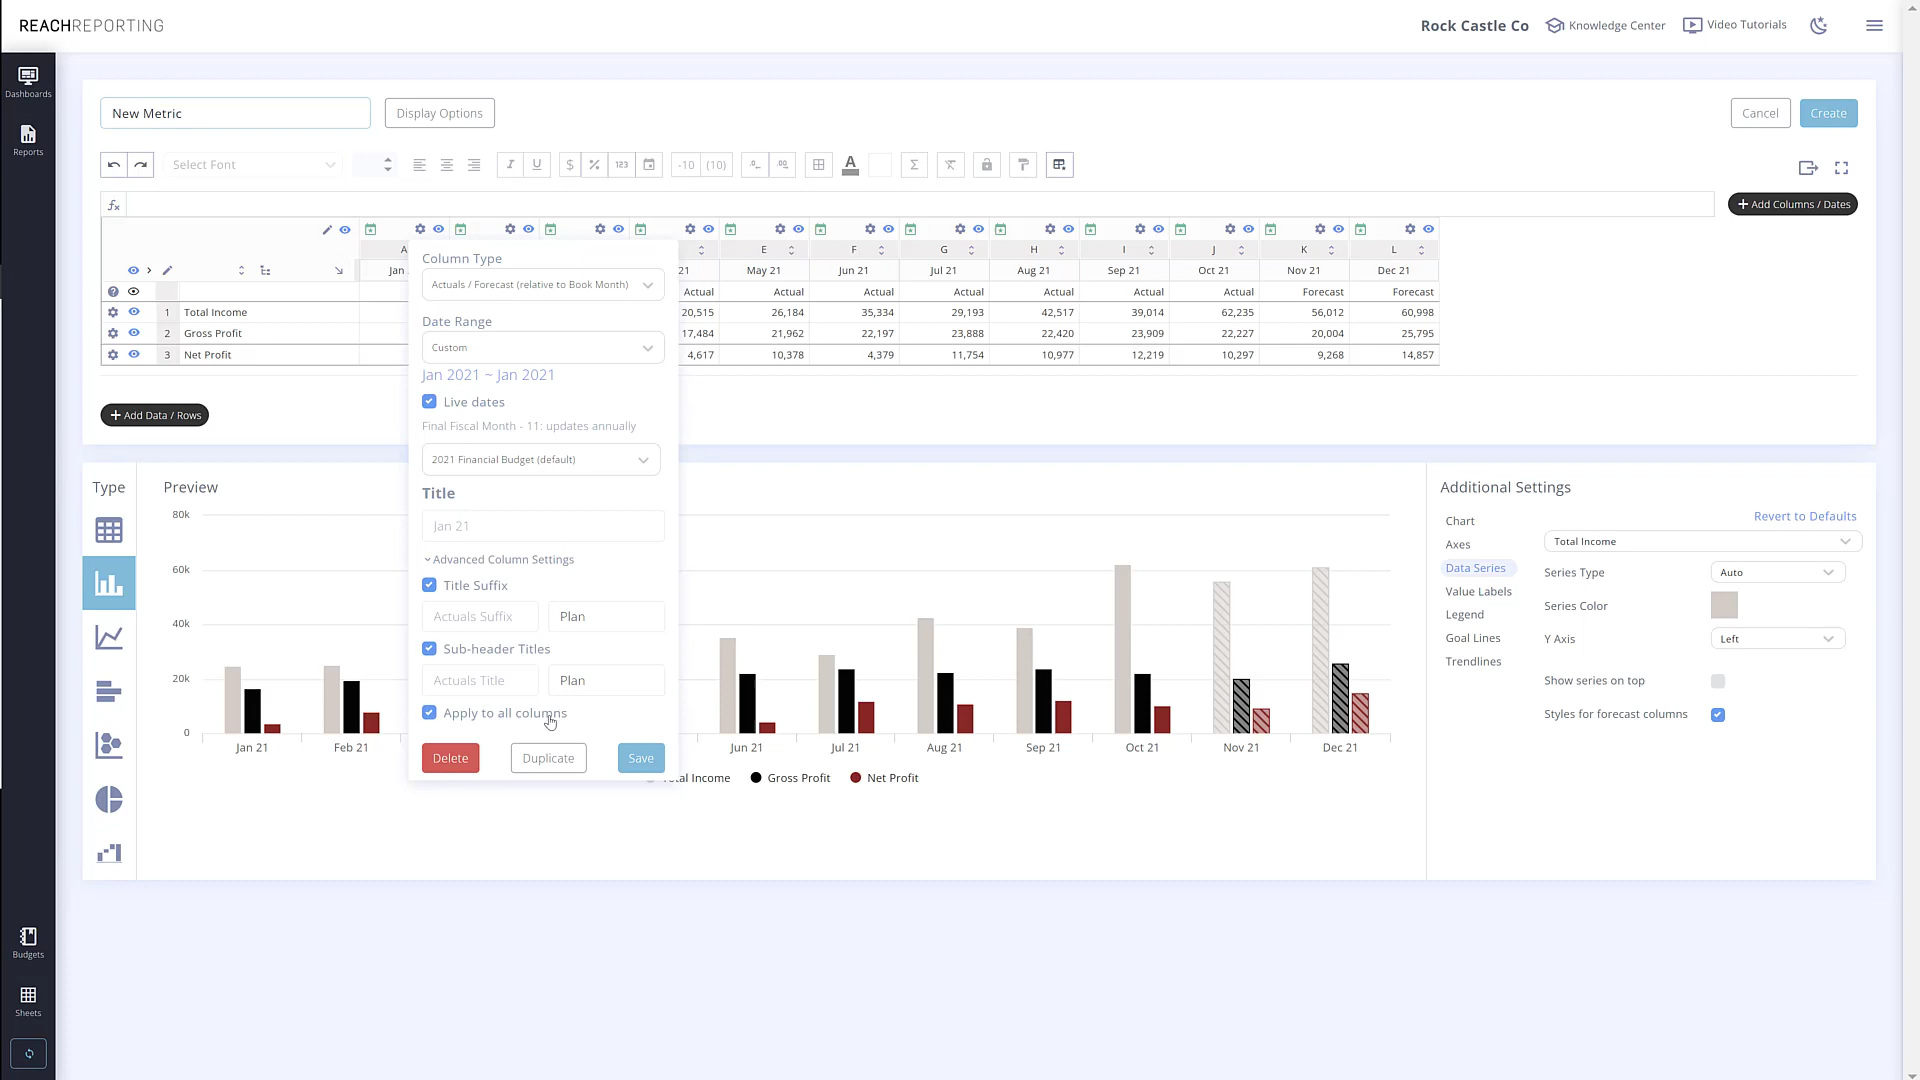 REACHREPORTING
Rock Castle Co
Knowledge Center
Video Tutorials
Dashboards
Reports
Budgets
Sheets
New Metric
Display Options
Cancel
Create
Select Font
I U $ % 123 -10 (10) .0 .00 A Σ
fx
+ Add Columns / Dates
A E F G H I J K L
Jan 21 May 21 Jun 21 Jul 21 Aug 21 Sep 21 Oct 21 Nov 21 Dec 21
Actual Actual Actual Actual Actual Actual Actual Forecast Forecast
1 Total Income 20,515 26,184 35,334 29,193 42,517 39,014 62,235 56,012 60,998
2 Gross Profit 17,484 21,962 22,197 23,888 22,420 23,909 22,227 20,004 25,795
3 Net Profit 4,617 10,378 4,379 11,754 10,977 12,219 10,297 9,268 14,857
+ Add Data / Rows
Column Type
Actuals / Forecast (relative to Book Month)
Date Range
Custom
Jan 2021 ~ Jan 2021
Live dates
Final Fiscal Month - 11: updates annually
2021 Financial Budget (default)
Title
Jan 21
Advanced Column Settings
Title Suffix
Actuals Suffix Plan
Sub-header Titles
Actuals Title Plan
Apply to all columns
Delete Duplicate Save
Type
Preview
80k
60k
40k
20k
0
Jan 21 Feb 21 Jun 21 Jul 21 Aug 21 Sep 21 Oct 21 Nov 21 Dec 21
tal Income Gross Profit Net Profit
Additional Settings
Revert to Defaults
Chart
Axes
Data Series
Value Labels
Legend
Goal Lines
Trendlines
Total Income
Series Type Auto
Series Color
Y Axis Left
Show series on top
Styles for forecast columns